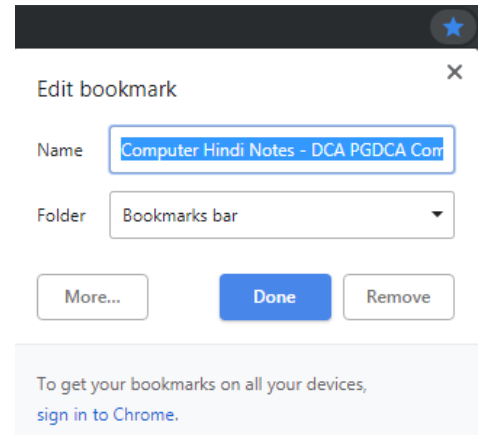 Edit bookmark
Name Computer Hindi Notes - DCA PGDCA Com
Folder Bookmarks bar
More... Done Remove
To get your bookmarks on all your devices,
sign in to Chrome.